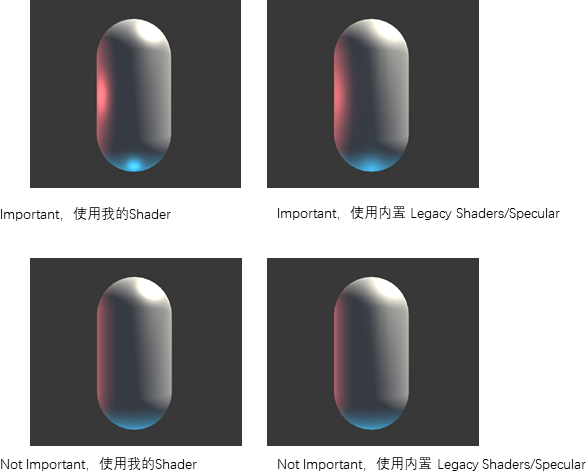 Important，使用我的Shader
Important，使用内置 Legacy Shaders/Specular
Not Important，使用我的Shader
Not Important，使用内置 Legacy Shaders/Specular